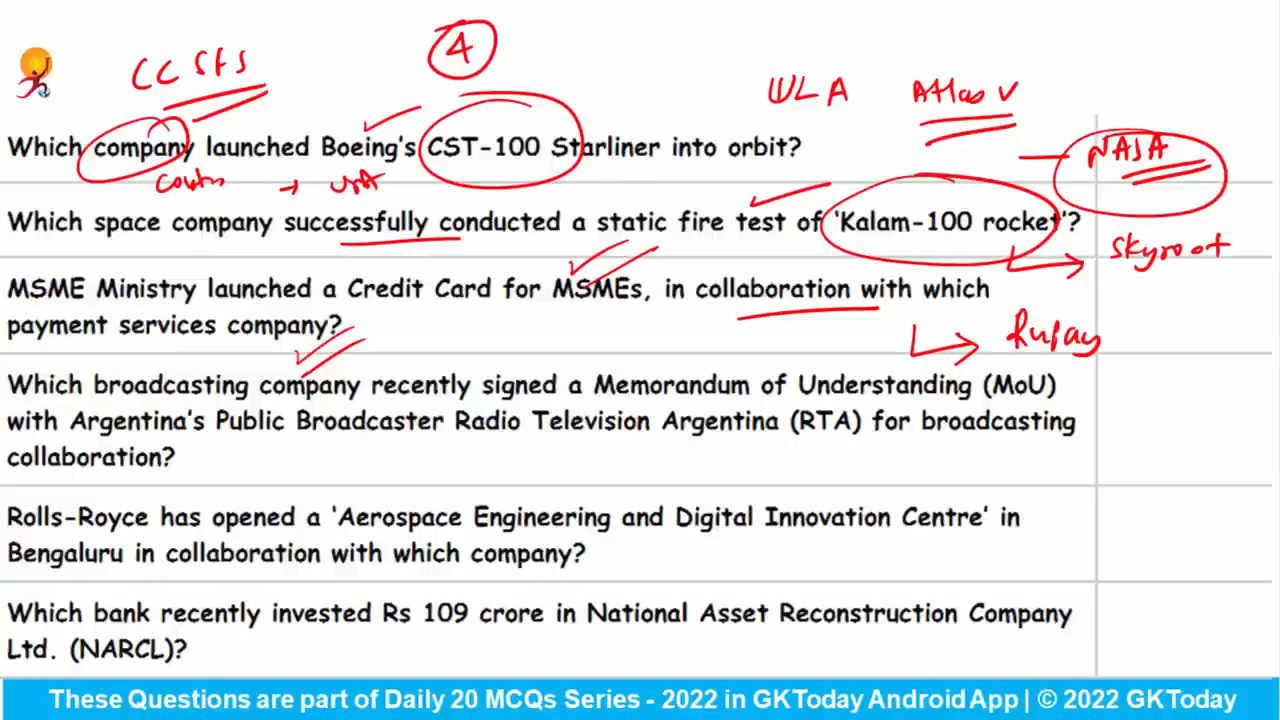 CCSTS
4
ULA
Atlas V
NASA
Which company launched Boeing's CST-100 Starliner into orbit?
USA
Which space company successfully conducted a static fire test of 'Kalam-100 rocket'?
Skyroot
MSME Ministry launched a Credit Card for MSMEs, in collaboration with which
payment services company?
Rupay
Which broadcasting company recently signed a Memorandum of Understanding (MoU)
with Argentina's Public Broadcaster Radio Television Argentina (RTA) for broadcasting
collaboration?
Rolls-Royce has opened a 'Aerospace Engineering and Digital Innovation Centre' in
Bengaluru in collaboration with which company?
Which bank recently invested Rs 109 crore in National Asset Reconstruction Company
Ltd. (NARCL)?
These Questions are part of Daily 20 MCQs Series - 2022 in GKToday Android App | © 2022 GKToday